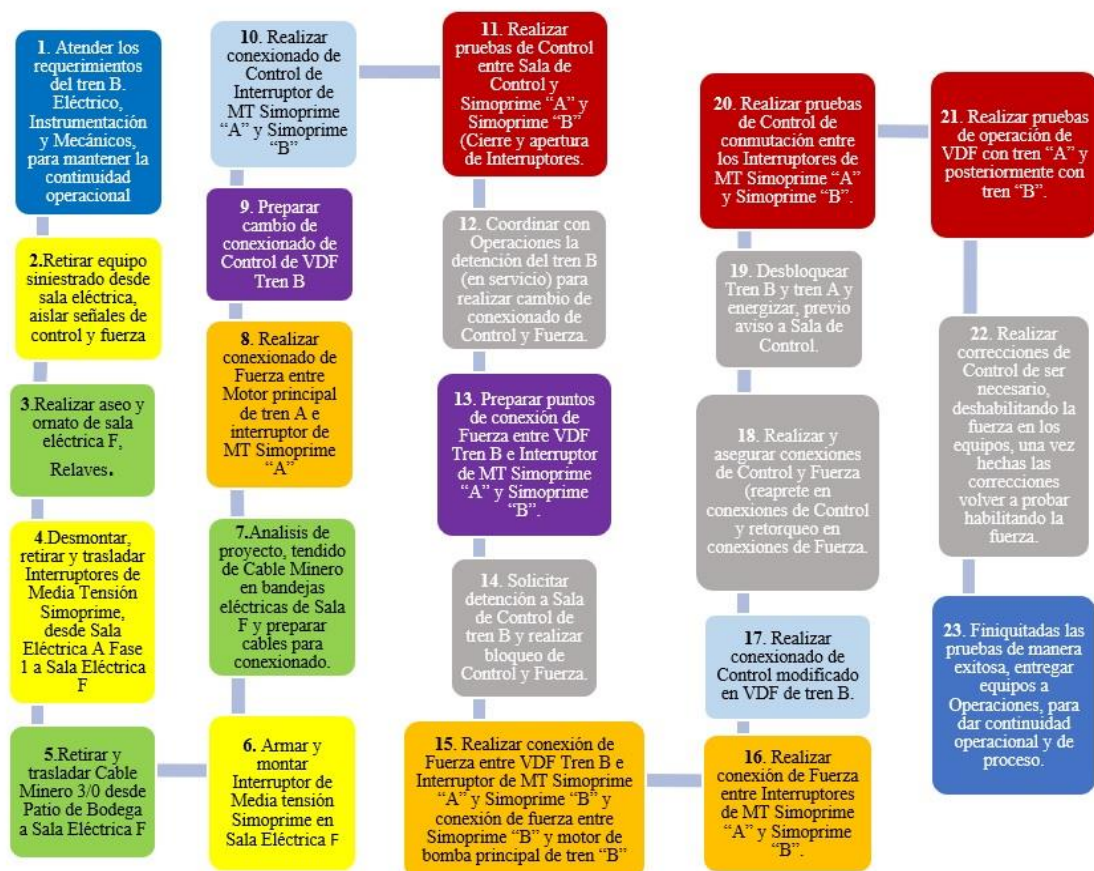 1. Atender los
requerimientos
del tren B.
Eléctrico,
Instrumentación
y Mecánicos,
para mantener la
continuidad
operacional
2.Retirar equipo
siniestrado desde
sala eléctrica,
aislar señales de
control y fuerza
3.Realizar aseo y
ornato de sala
eléctrica F,
Relaves.
4.Desmontar,
retirar y trasladar
Interruptores de
Media Tensión
Simoprime,
desde Sala
Eléctrica A Fase
1 a Sala Eléctrica
F
5.Retirar y
trasladar Cable
Minero 3/0 desde
Patio de Bodega
a Sala Eléctrica F
6. Armar y
montar
Interruptor de
Media tensión
Simoprime en
Sala Eléctrica F
7.Analisis de
proyecto, tendido
de Cable Minero
en bandejas
eléctricas de Sala
F y preparar
cables para
conexionado.
8. Realizar
conexionado de
Fuerza entre
Motor principal
de tren A e
interruptor de
MT Simoprime
“A”
9. Preparar
cambio de
conexionado de
Control de VDF
Tren B
10. Realizar
conexionado de
Control de
Interruptor de
MT Simoprime
“A” y Simoprime
“B”
11. Realizar
pruebas de Control
entre Sala de
Control y
Simoprime “A” y
Simoprime “B”
(Cierre y apertura
de Interruptores.
12. Coordinar con
Operaciones la
detención del tren B
(en servicio) para
realizar cambio de
conexionado de
Control y Fuerza.
13. Preparar puntos
de conexión de
Fuerza entre VDF
Tren B e Interruptor
de MT Simoprime
“A” y Simoprime
“B”.
14. Solicitar
detención a Sala
de Control de
tren B y realizar
bloqueo de
Control y Fuerza.
15. Realizar conexión de
Fuerza entre VDF Tren B e
Interruptor de MT Simoprime
“A” y Simoprime “B” y
conexión de fuerza entre
Simoprime “B” y motor de
bomba principal de tren “B”
16. Realizar
conexión de Fuerza
entre Interruptores
de MT Simoprime
“A” y Simoprime
“B”.
17. Realizar
conexionado de
Control modificado
en VDF de tren B.
18. Realizar y
asegurar conexiones
de Control y Fuerza
(reaprete en
conexiones de Control
y retorqueo en
conexiones de Fuerza.
19. Desbloquear
Tren B y tren A y
energizar, previo
aviso a Sala de
Control.
20. Realizar pruebas
de Control de
conmutación entre
los Interruptores de
MT Simoprime “A”
y Simoprime “B”.
21. Realizar pruebas
de operación de
VDF con tren “A” y
posteriormente con
tren “B”.
22. Realizar
correcciones de
Control de ser
necesario,
deshabilitando la
fuerza en los
equipos, una vez
hechas las
correcciones
volver a probar
habilitando la
fuerza.
23. Finiquitadas las
pruebas de manera
exitosa, entregar
equipos a
Operaciones, para
dar continuidad
operacional y de
proceso.